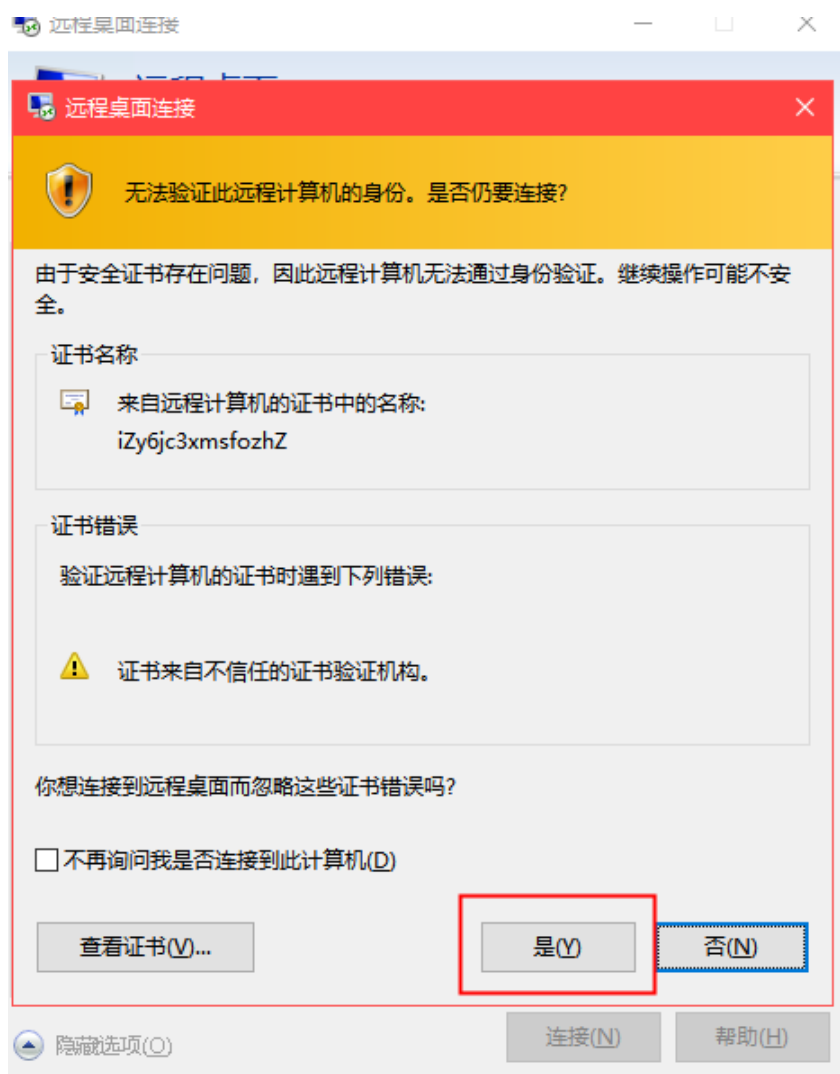 远程桌面连接
远程桌面
远程桌面连接
无法验证此远程计算机的身份。是否仍要连接?
由于安全证书存在问题，因此远程计算机无法通过身份验证。继续操作可能不安
全。
证书名称
来自远程计算机的证书中的名称:
iZy6jc3xmsfozhZ
证书错误
验证远程计算机的证书时遇到下列错误:
证书来自不信任的证书验证机构。
你想连接到远程桌面而忽略这些证书错误吗?
不再询问我是否连接到此计算机(D)
查看证书(V)...
是(Y)
否(N)
隐藏选项(O)
连接(N)
帮助(H)